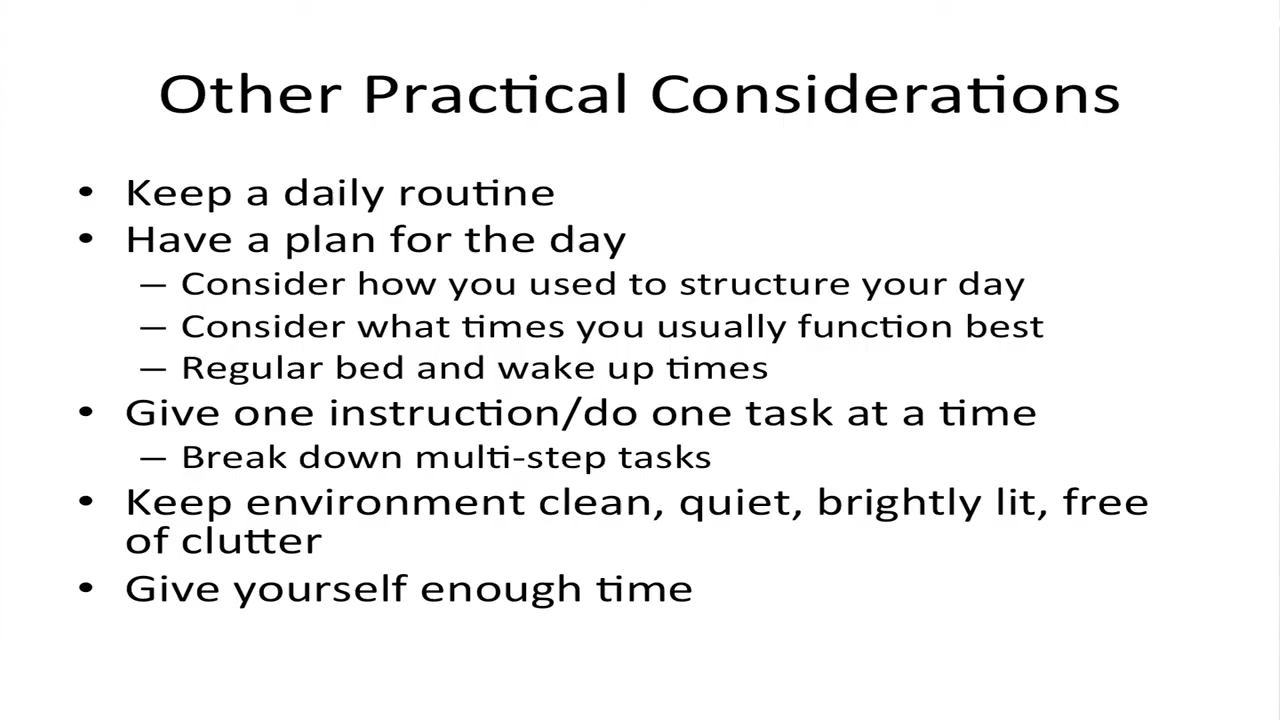 Other Practical Considerations
• Keep a daily routine
• Have a plan for the day
– Consider how you used to structure your day
– Consider what times you usually function best
– Regular bed and wake up times
• Give one instruction/do one task at a time
– Break down multi-step tasks
• Keep environment clean, quiet, brightly lit, free
of clutter
• Give yourself enough time